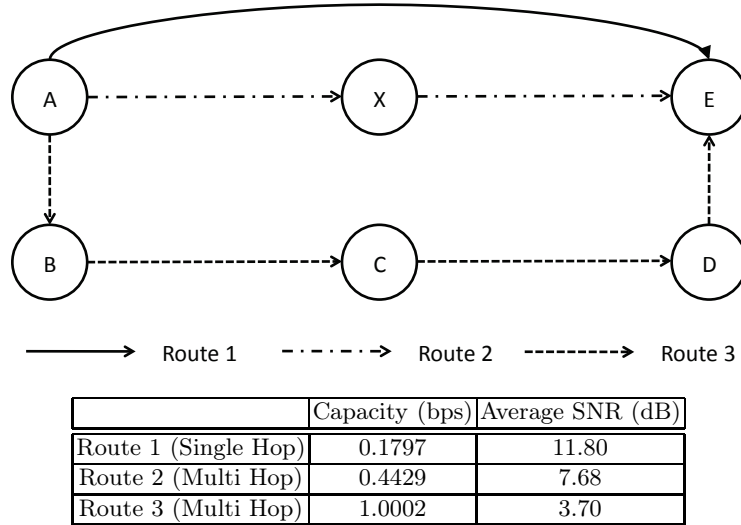 A
X
E
B
C
D
Route 1
Route 2
Route 3
Capacity (bps) Average SNR (dB)
Route 1 (Single Hop) 0.1797 11.80
Route 2 (Multi Hop) 0.4429 7.68
Route 3 (Multi Hop) 1.0002 3.70